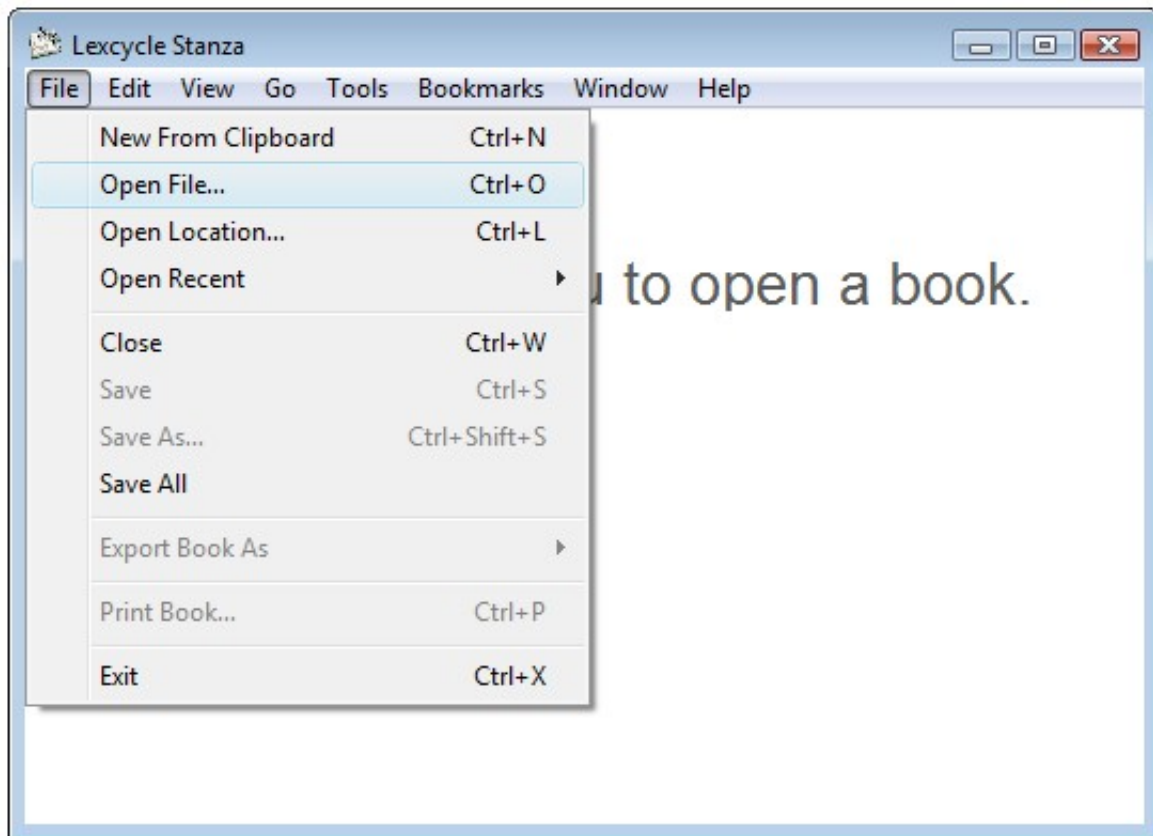 Lexcycle Stanza
File Edit View Go Tools Bookmarks Window Help
New From Clipboard Ctrl+N
Open File... Ctrl+O
Open Location... Ctrl+L
Open Recent
to open a book.
Close Ctrl+W
Save Ctrl+S
Save As... Ctrl+Shift+S
Save All
Export Book As
Print Book... Ctrl+P
Exit Ctrl+X